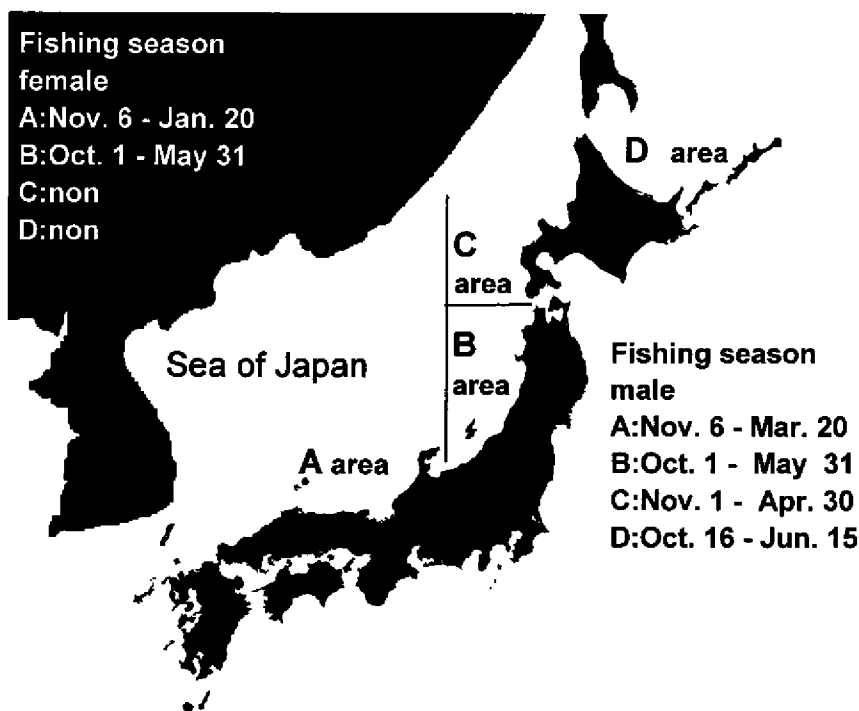 Fishing season
female
A:Nov. 6 - Jan. 20
B:Oct. 1 - May 31
C:non
D:non
D area
C
area
B
area
Sea of Japan
A area
Fishing season
male
A:Nov. 6 - Mar. 20
B:Oct. 1 - May 31
C:Nov. 1 - Apr. 30
D:Oct. 16 - Jun. 15